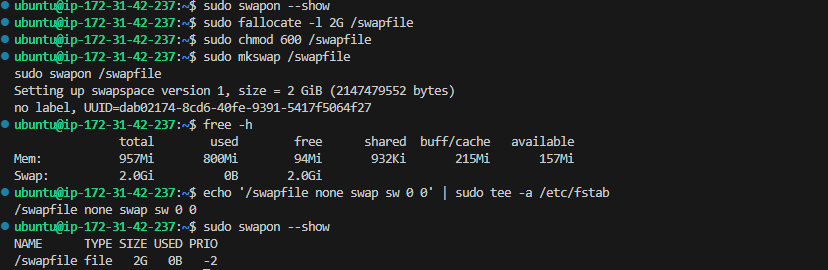 ubuntu@ip-172-31-42-237:~$ sudo swapon --show
ubuntu@ip-172-31-42-237:~$ sudo fallocate -l 2G /swapfile
ubuntu@ip-172-31-42-237:~$ sudo chmod 600 /swapfile
ubuntu@ip-172-31-42-237:~$ sudo mkswap /swapfile
sudo swapon /swapfile
Setting up swapspace version 1, size = 2 GiB (2147479552 bytes)
no label, UUID=dab02174-8cd6-40fe-9391-5417f5064f27
ubuntu@ip-172-31-42-237:~$ free -h
total used free shared buff/cache available
Mem: 957Mi 800Mi 94Mi 932Ki 215Mi 157Mi
Swap: 2.0Gi 0B 2.0Gi
ubuntu@ip-172-31-42-237:~$ echo '/swapfile none swap sw 0 0' | sudo tee -a /etc/fstab
/swapfile none swap sw 0 0
ubuntu@ip-172-31-42-237:~$ sudo swapon --show
NAME TYPE SIZE USED PRIO
/swapfile file 2G 0B -2